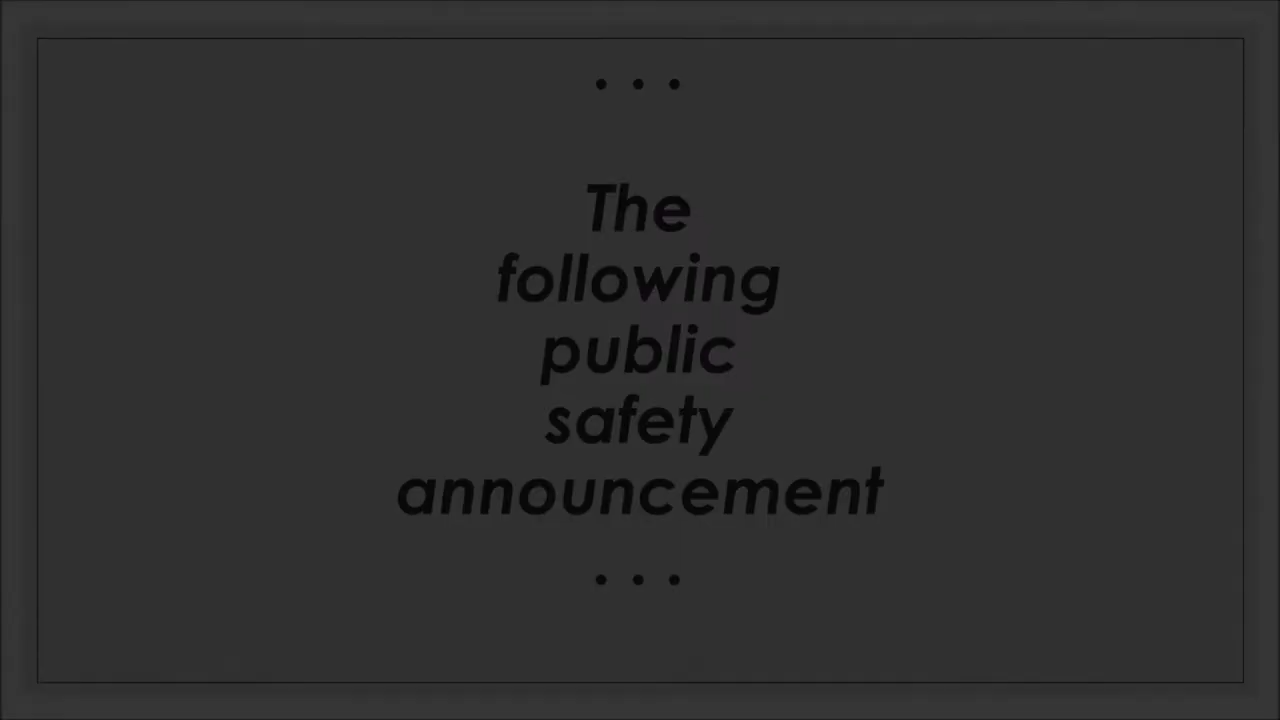 • • •
The
following
public
safety
announcement
• • •